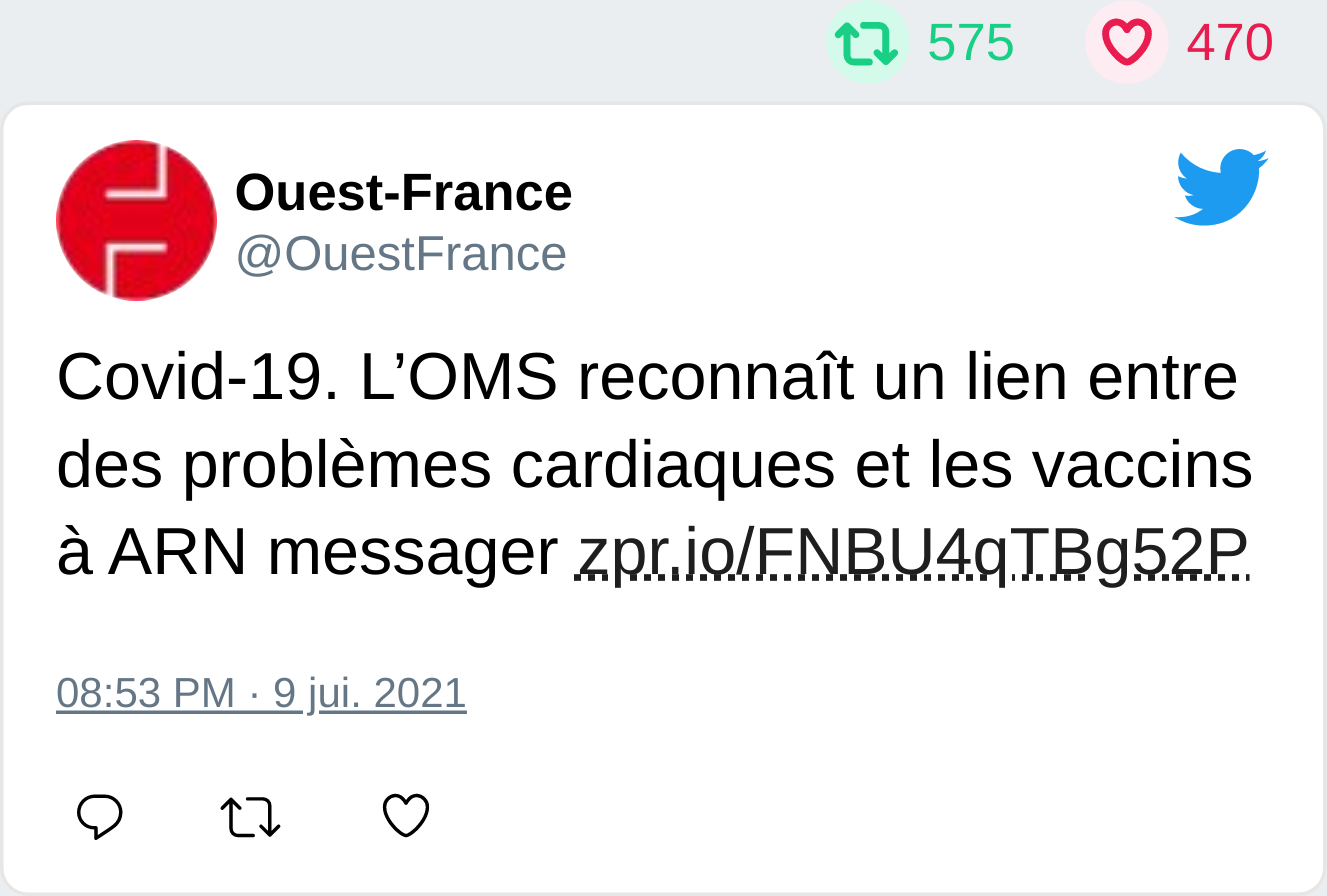 575 470
Ouest-France
@OuestFrance
Covid-19. L’OMS reconnaît un lien entre
des problèmes cardiaques et les vaccins
à ARN messager zpr.io/FNBU4qTBg52P
08:53 PM · 9 jui. 2021